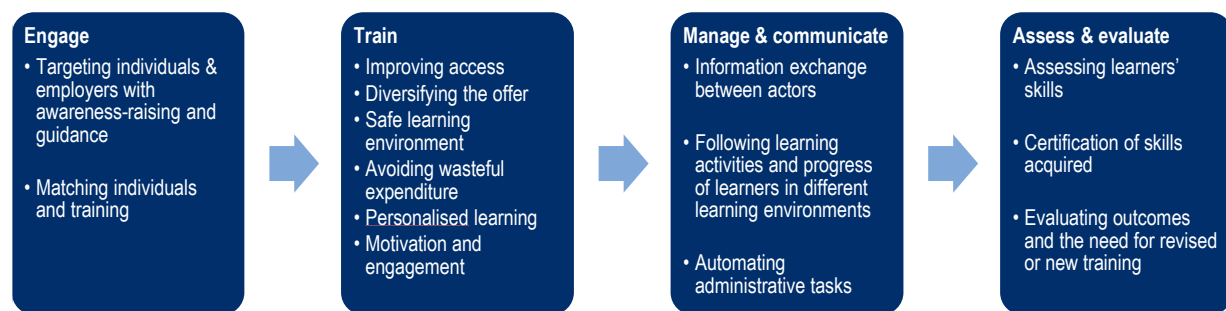 Engage
• Targeting individuals &
employers with
awareness-raising and
guidance
• Matching individuals
and training
Train
• Improving access
• Diversifying the offer
• Safe learning
environment
• Avoiding wasteful
expenditure
• Personalised learning
• Motivation and
engagement
Manage & communicate
• Information exchange
between actors
• Following learning
activities and progress
of learners in different
learning environments
• Automating
administrative tasks
Assess & evaluate
• Assessing learners’
skills
• Certification of skills
acquired
• Evaluating outcomes
and the need for revised
or new training